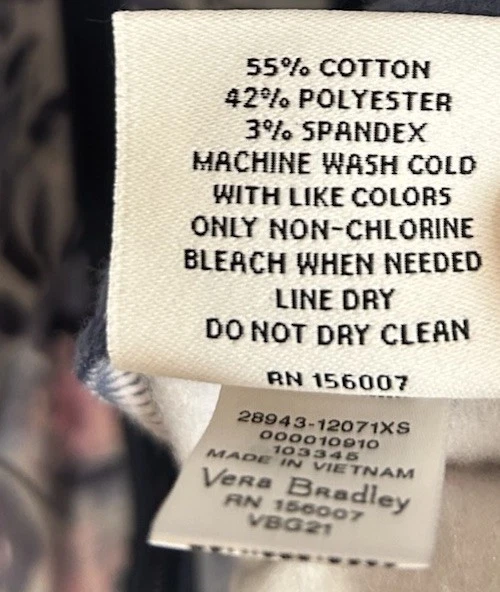 55% COTTON
42% POLYESTER
3% SPANDEX
MACHINE WASH COLD
WITH LIKE COLORS
ONLY NON-CHLORINE
BLEACH WHEN NEEDED
LINE DRY
DO NOT DRY CLEAN
RN 156007
28943-12071XS
000010910
103345
MADE IN VIETNAM
Vera Bradley
RN 156007
VBG21